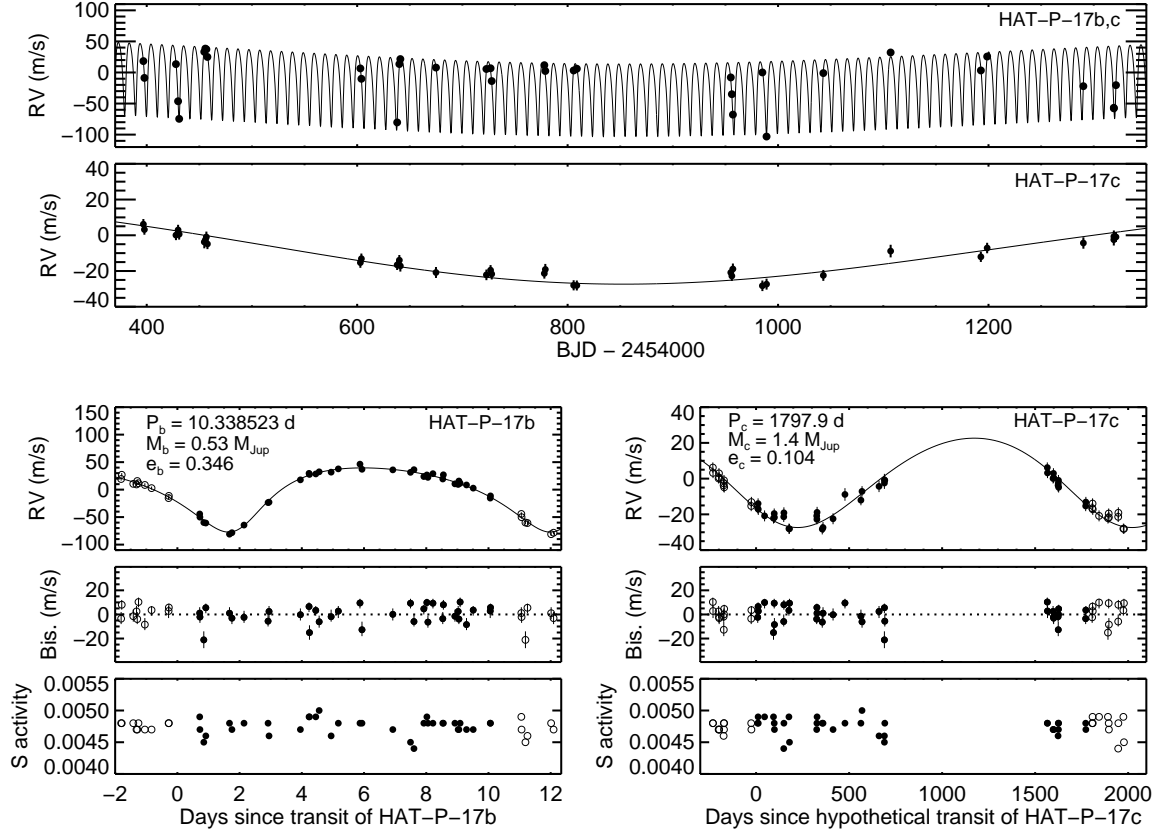 HAT−P−17b,c
RV (m/s)
100
50
0
−50
−100
HAT−P−17c
RV (m/s)
40
20
0
−20
−40
400 600 800 1000 1200
BJD − 2454000
P_b = 10.338523 d
M_b = 0.53 M_Jup
e_b = 0.346
HAT−P−17b
RV (m/s)
150
100
50
0
−50
−100
Bis. (m/s)
20
0
−20
S activity
0.0055
0.0050
0.0045
0.0040
−2 0 2 4 6 8 10 12
Days since transit of HAT−P−17b
P_c = 1797.9 d
M_c = 1.4 M_Jup
e_c = 0.104
HAT−P−17c
RV (m/s)
40
20
0
−20
−40
Bis. (m/s)
20
0
−20
S activity
0.0055
0.0050
0.0045
0.0040
0 500 1000 1500 2000
Days since hypothetical transit of HAT−P−17c